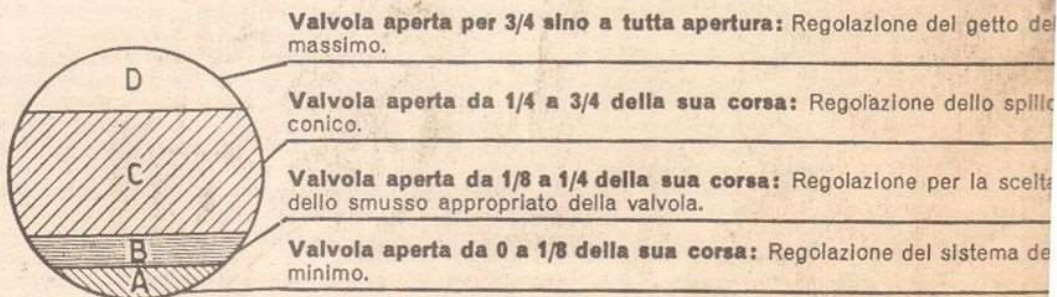 Valvola aperta per 3/4 sino a tutta apertura: Regolazione del getto de
massimo.
D
Valvola aperta da 1/4 a 3/4 della sua corsa: Regolazione dello spillo
conico.
C
Valvola aperta da 1/8 a 1/4 della sua corsa: Regolazione per la scelta
dello smusso appropriato della valvola.
B
Valvola aperta da 0 a 1/8 della sua corsa: Regolazione del sistema de
minimo.
A